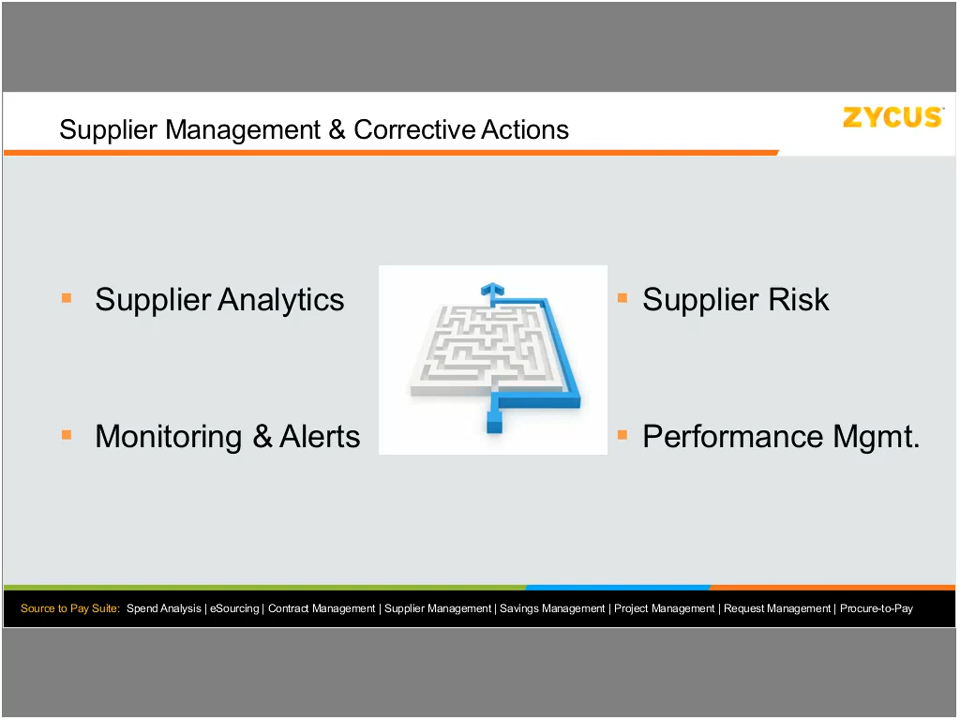 Supplier Management & Corrective Actions
ZYCUS
Supplier Analytics
Supplier Risk
Monitoring & Alerts
Performance Mgmt.
Source to Pay Suite: Spend Analysis | eSourcing | Contract Management | Supplier Management | Savings Management | Project Management | Request Management | Procure-to-Pay